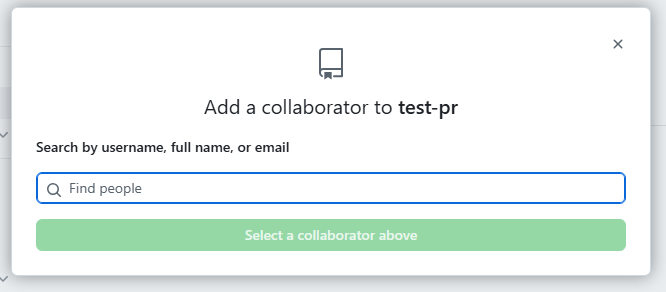 Add a collaborator to test-pr
Search by username, full name, or email
Find people
Select a collaborator above